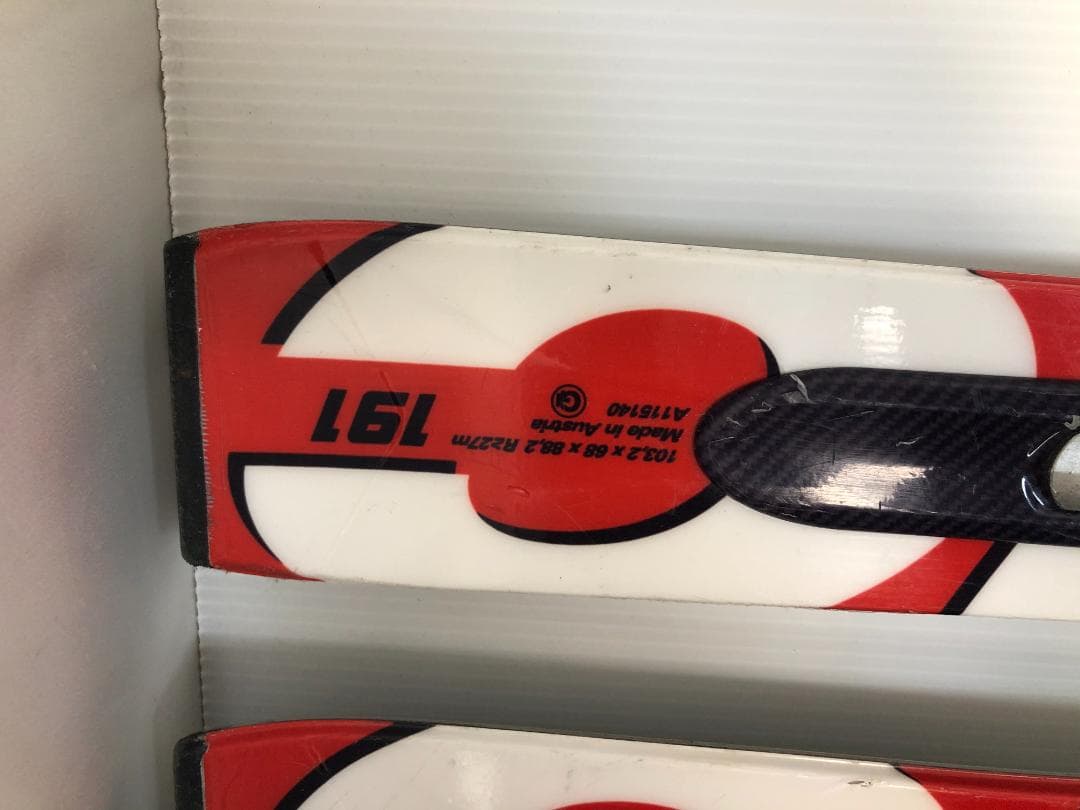 191
103,2 x 68 x 88,2 R≥27m
Made in Austria
A115140